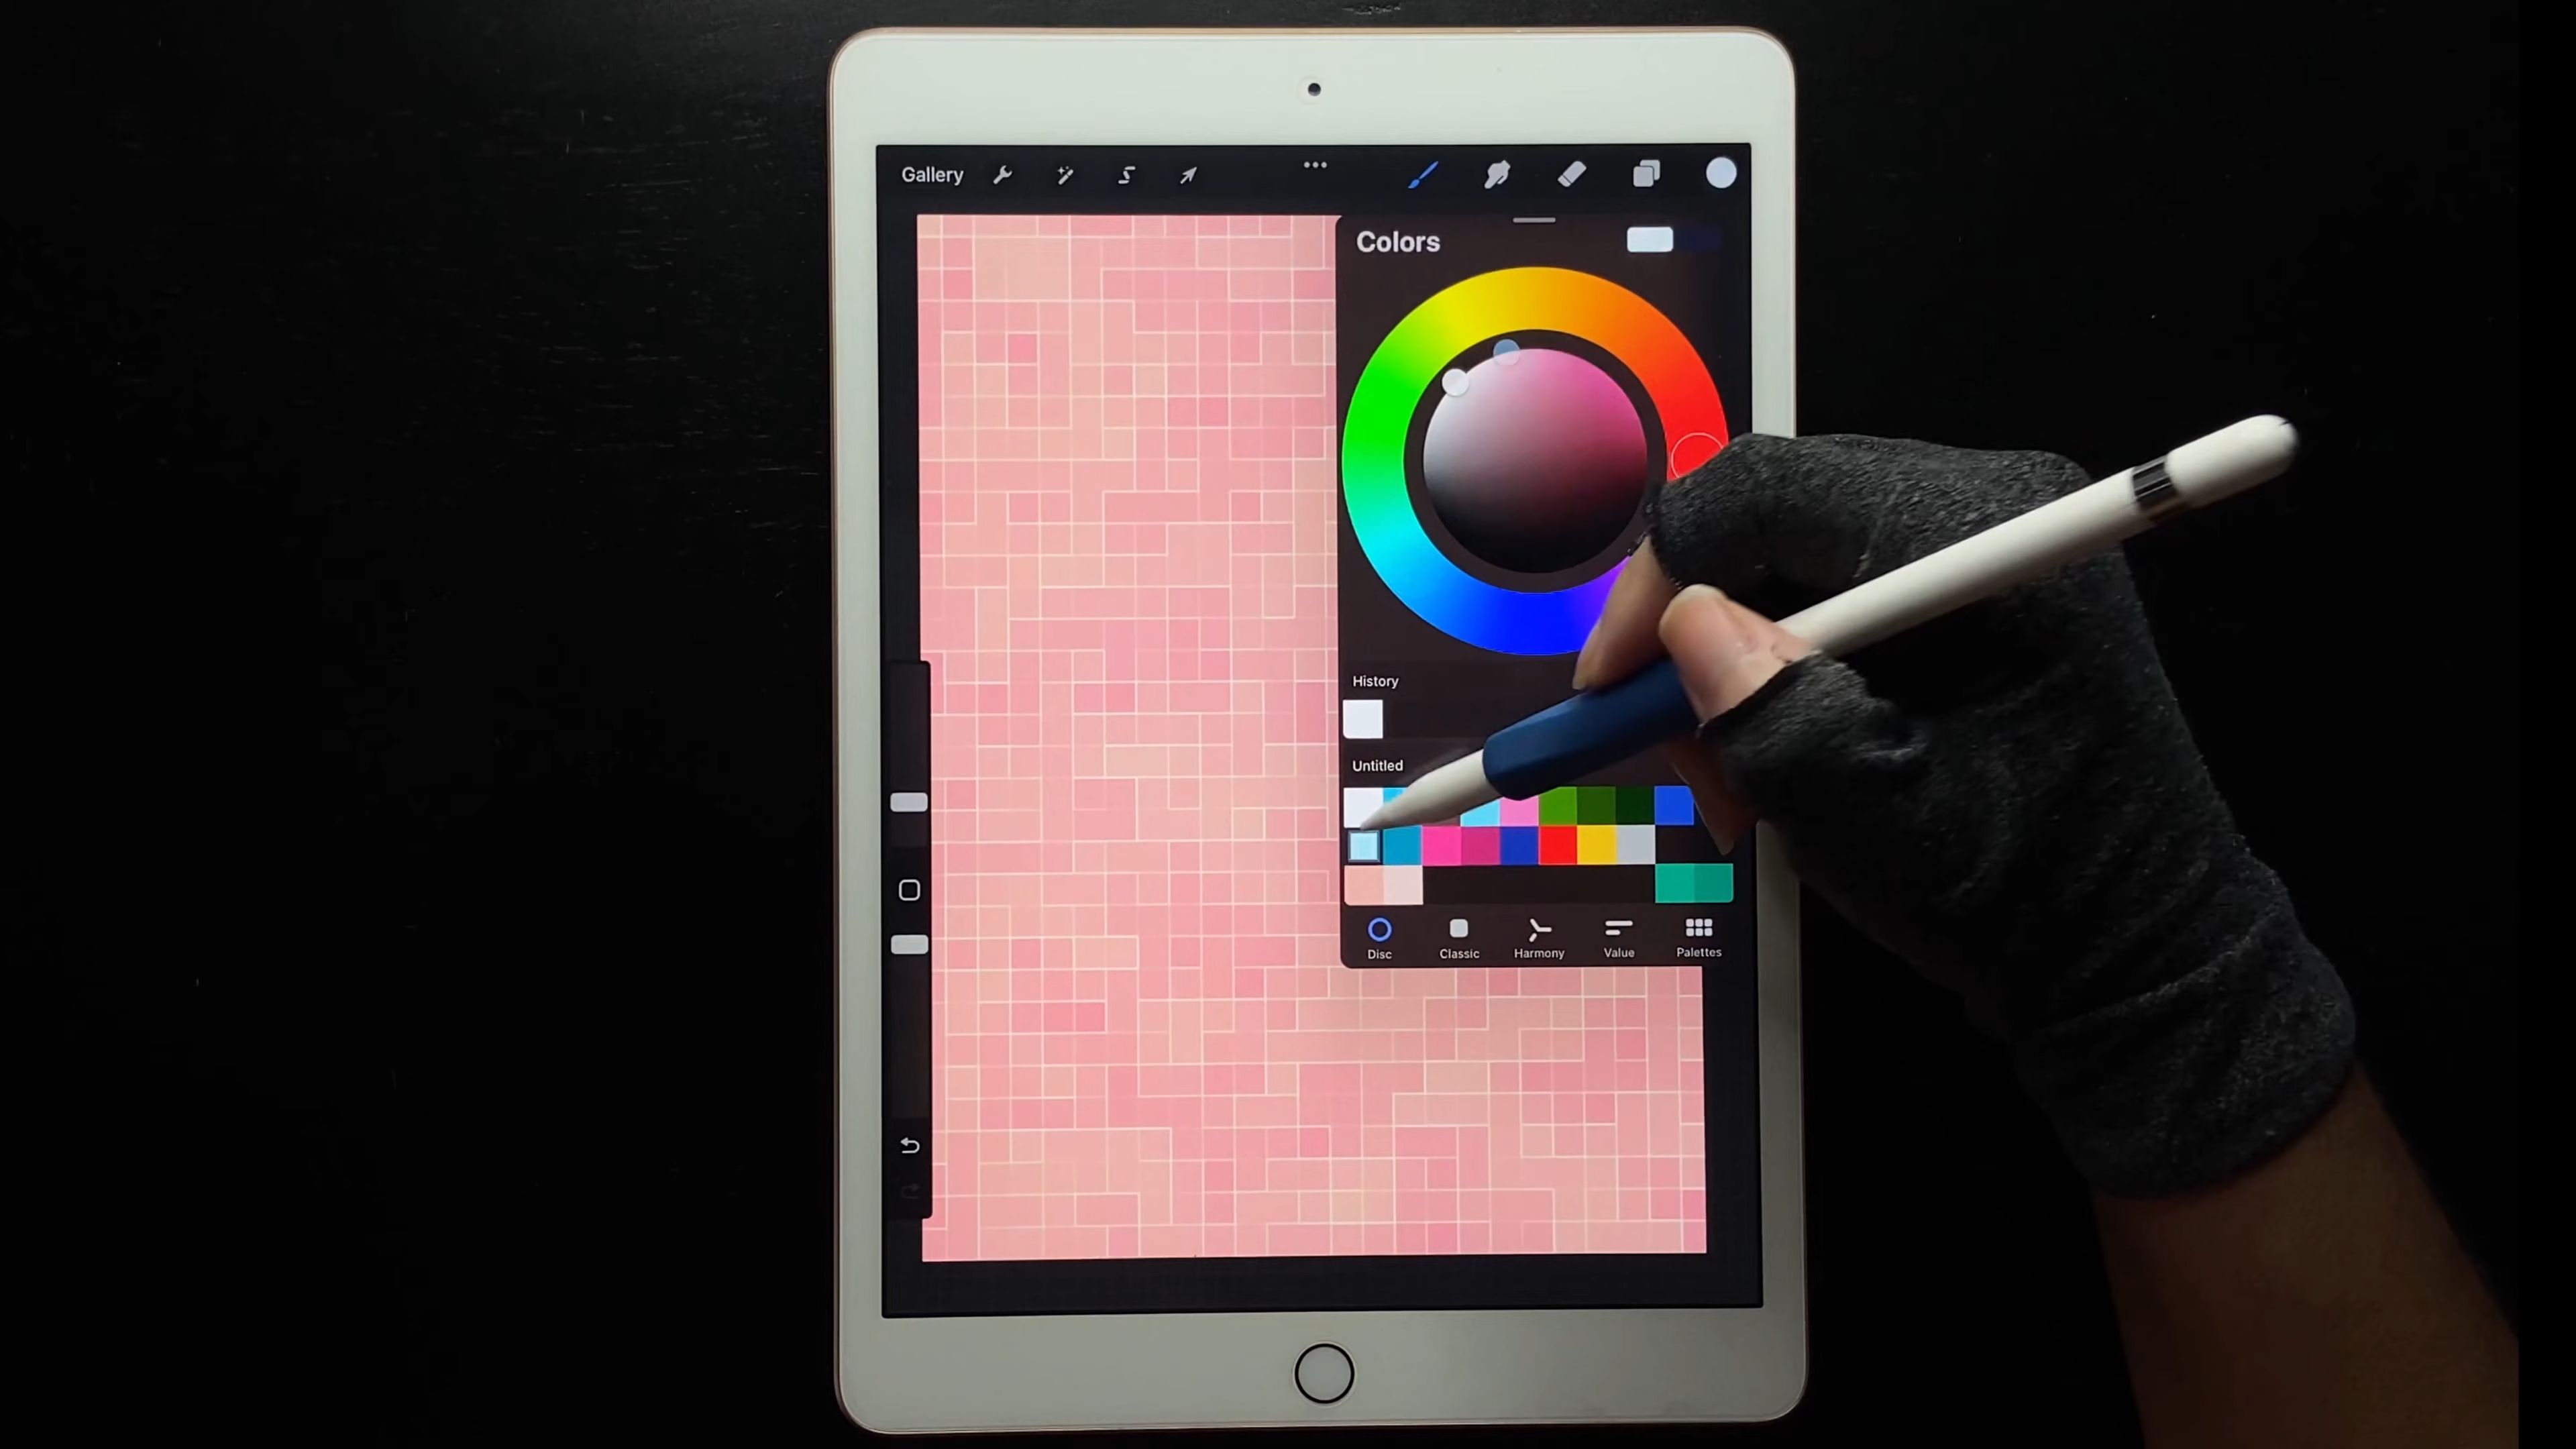 Gallery
Colors
History
Untitled
Disc
Classic
Harmony
Value
Palettes